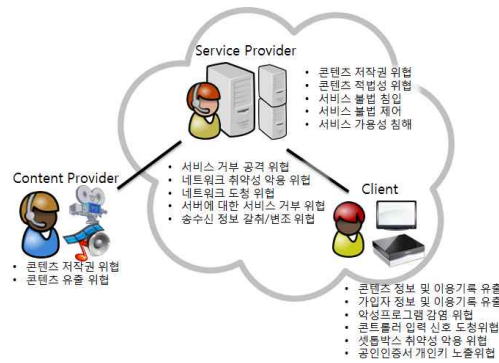 Service Provider
• 콘텐츠 저작권 위협
• 콘텐츠 적법성 위협
• 서비스 불법 침입
• 서비스 불법 제어
• 서비스 가용성 침해
• 서비스 거부 공격 위협
• 네트워크 취약성 악용 위협
• 네트워크 도청 위협
• 서버에 대한 서비스 거부 위협
• 송수신 정보 갈취/변조 위협
Content Provider
• 콘텐츠 저작권 위협
• 콘텐츠 유출 위협
Client
• 콘텐츠 정보 및 이용기록 유출
• 가입자 정보 및 이용기록 유출
• 악성프로그램 감염 위협
• 콘트롤러 입력 신호 도청위협
• 셋톱박스 취약성 악용 위협
• 공인인증서 개인키 노출위협